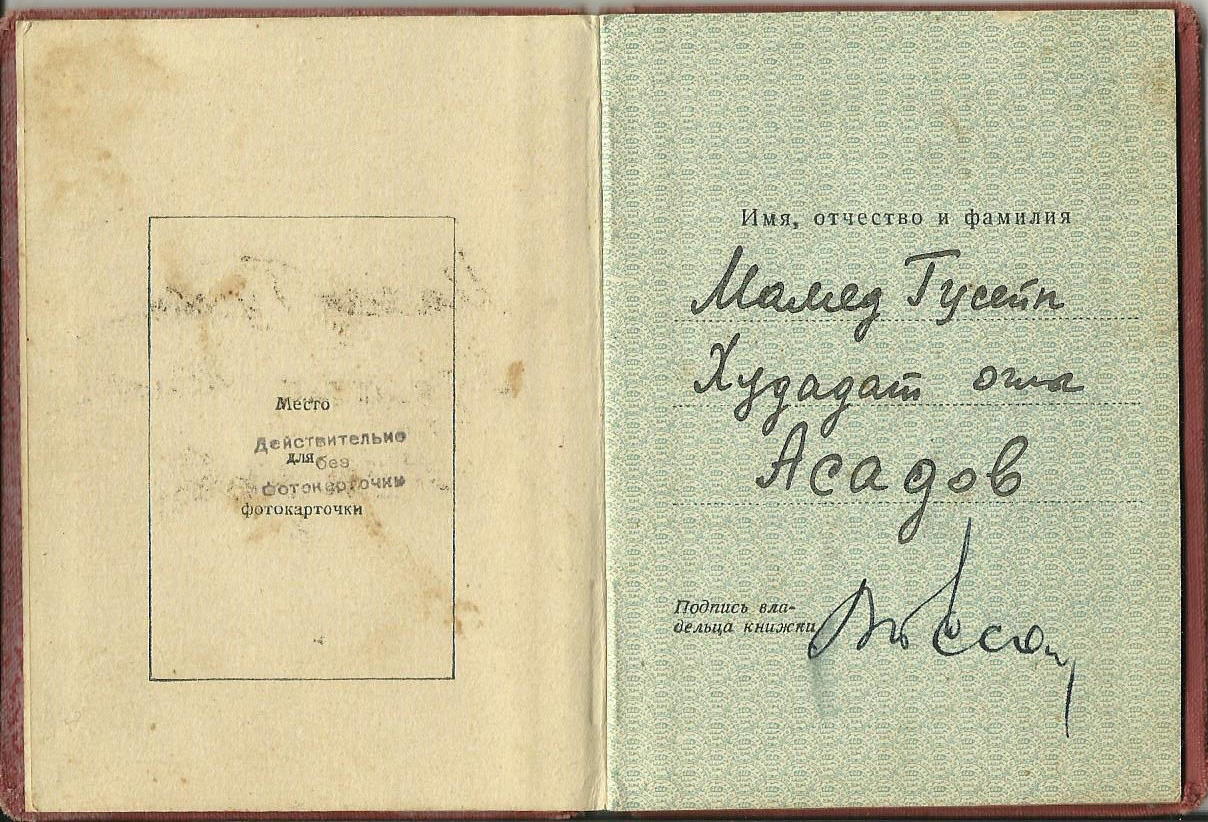 Место
Действительно
для без
фотокарточки
фотокарточки
Имя, отчество и фамилия
Мамед Гусейн
Худадат оглы
Асадов
Подпись вла-
дельца книжки